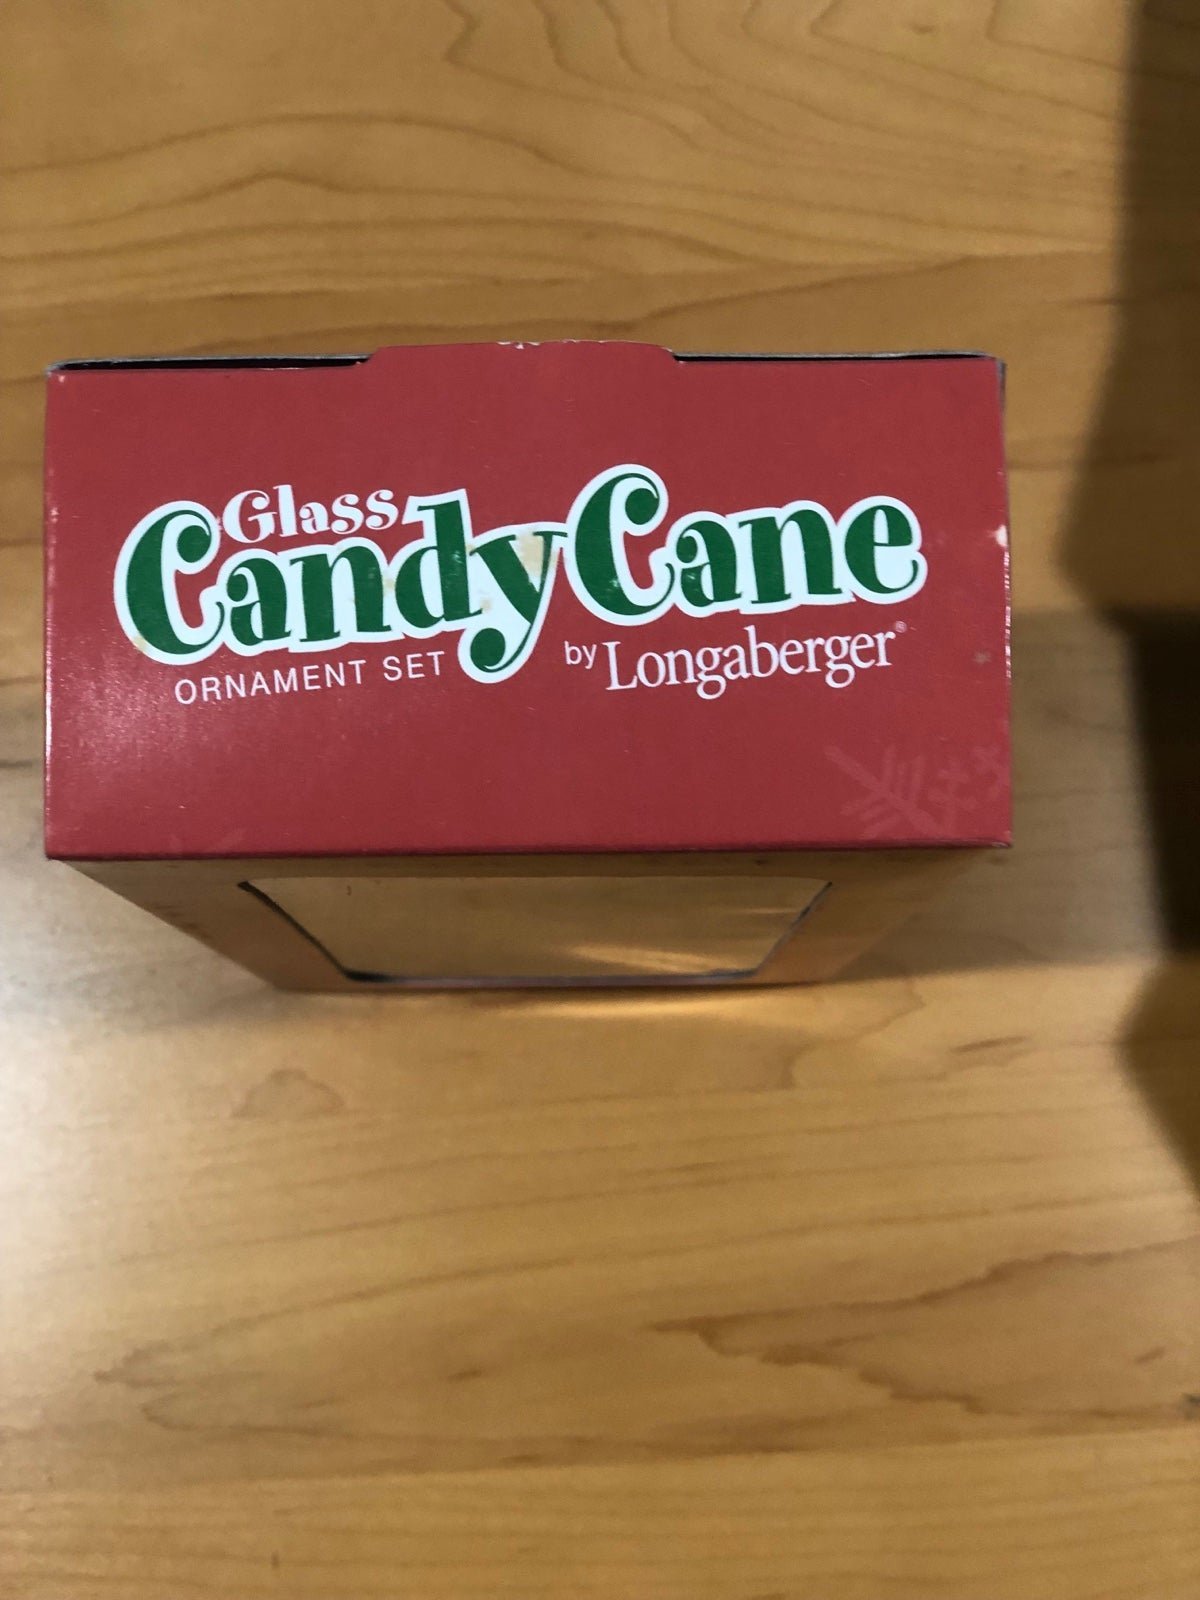 Glass
Candy Cane
ORNAMENT SET
by Longaberger®